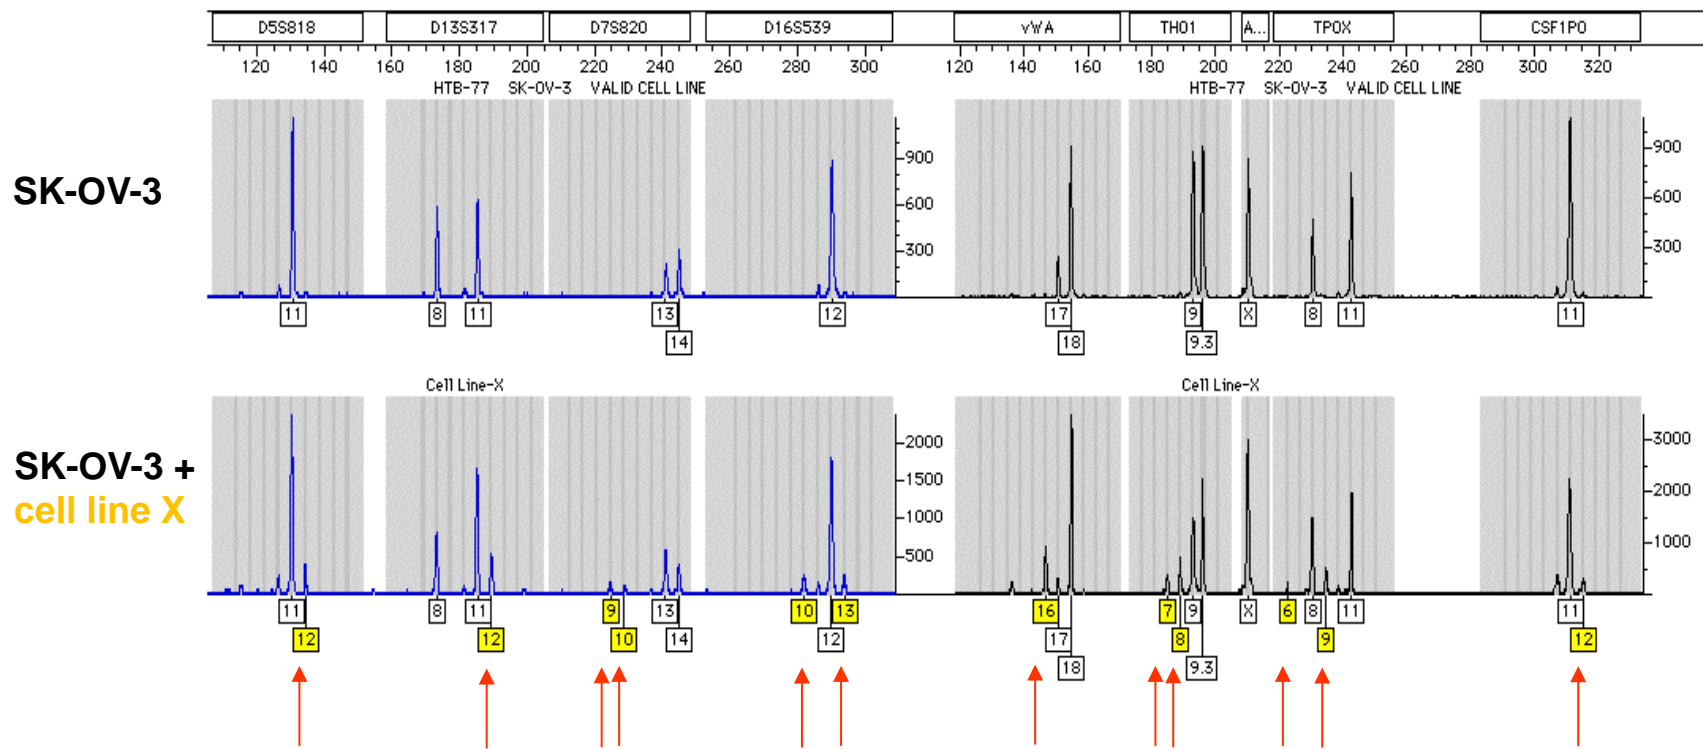 D5S818 D13S317 D7S820 D16S539 vWA TH01 A... TPOX CSF1PO
120 140 160 180 200 220 240 260 280 300 120 140 160 180 200 220 240 260 280 300 320
HTB-77 SK-OV-3 VALID CELL LINE HTB-77 SK-OV-3 VALID CELL LINE
900 900
SK-OV-3
600 600
300 300
11 8 11 13 12 17 9 X 8 11 11
14 18 9.3
Cell Line-X Cell Line-X
2000 3000
SK-OV-3 +
1500 2000
cell line X
1000 1000
500
11 8 11 9 13 10 13 16 7 9 X 6 8 11 11
12 12 10 14 12 17 8 9 12
18 9.3